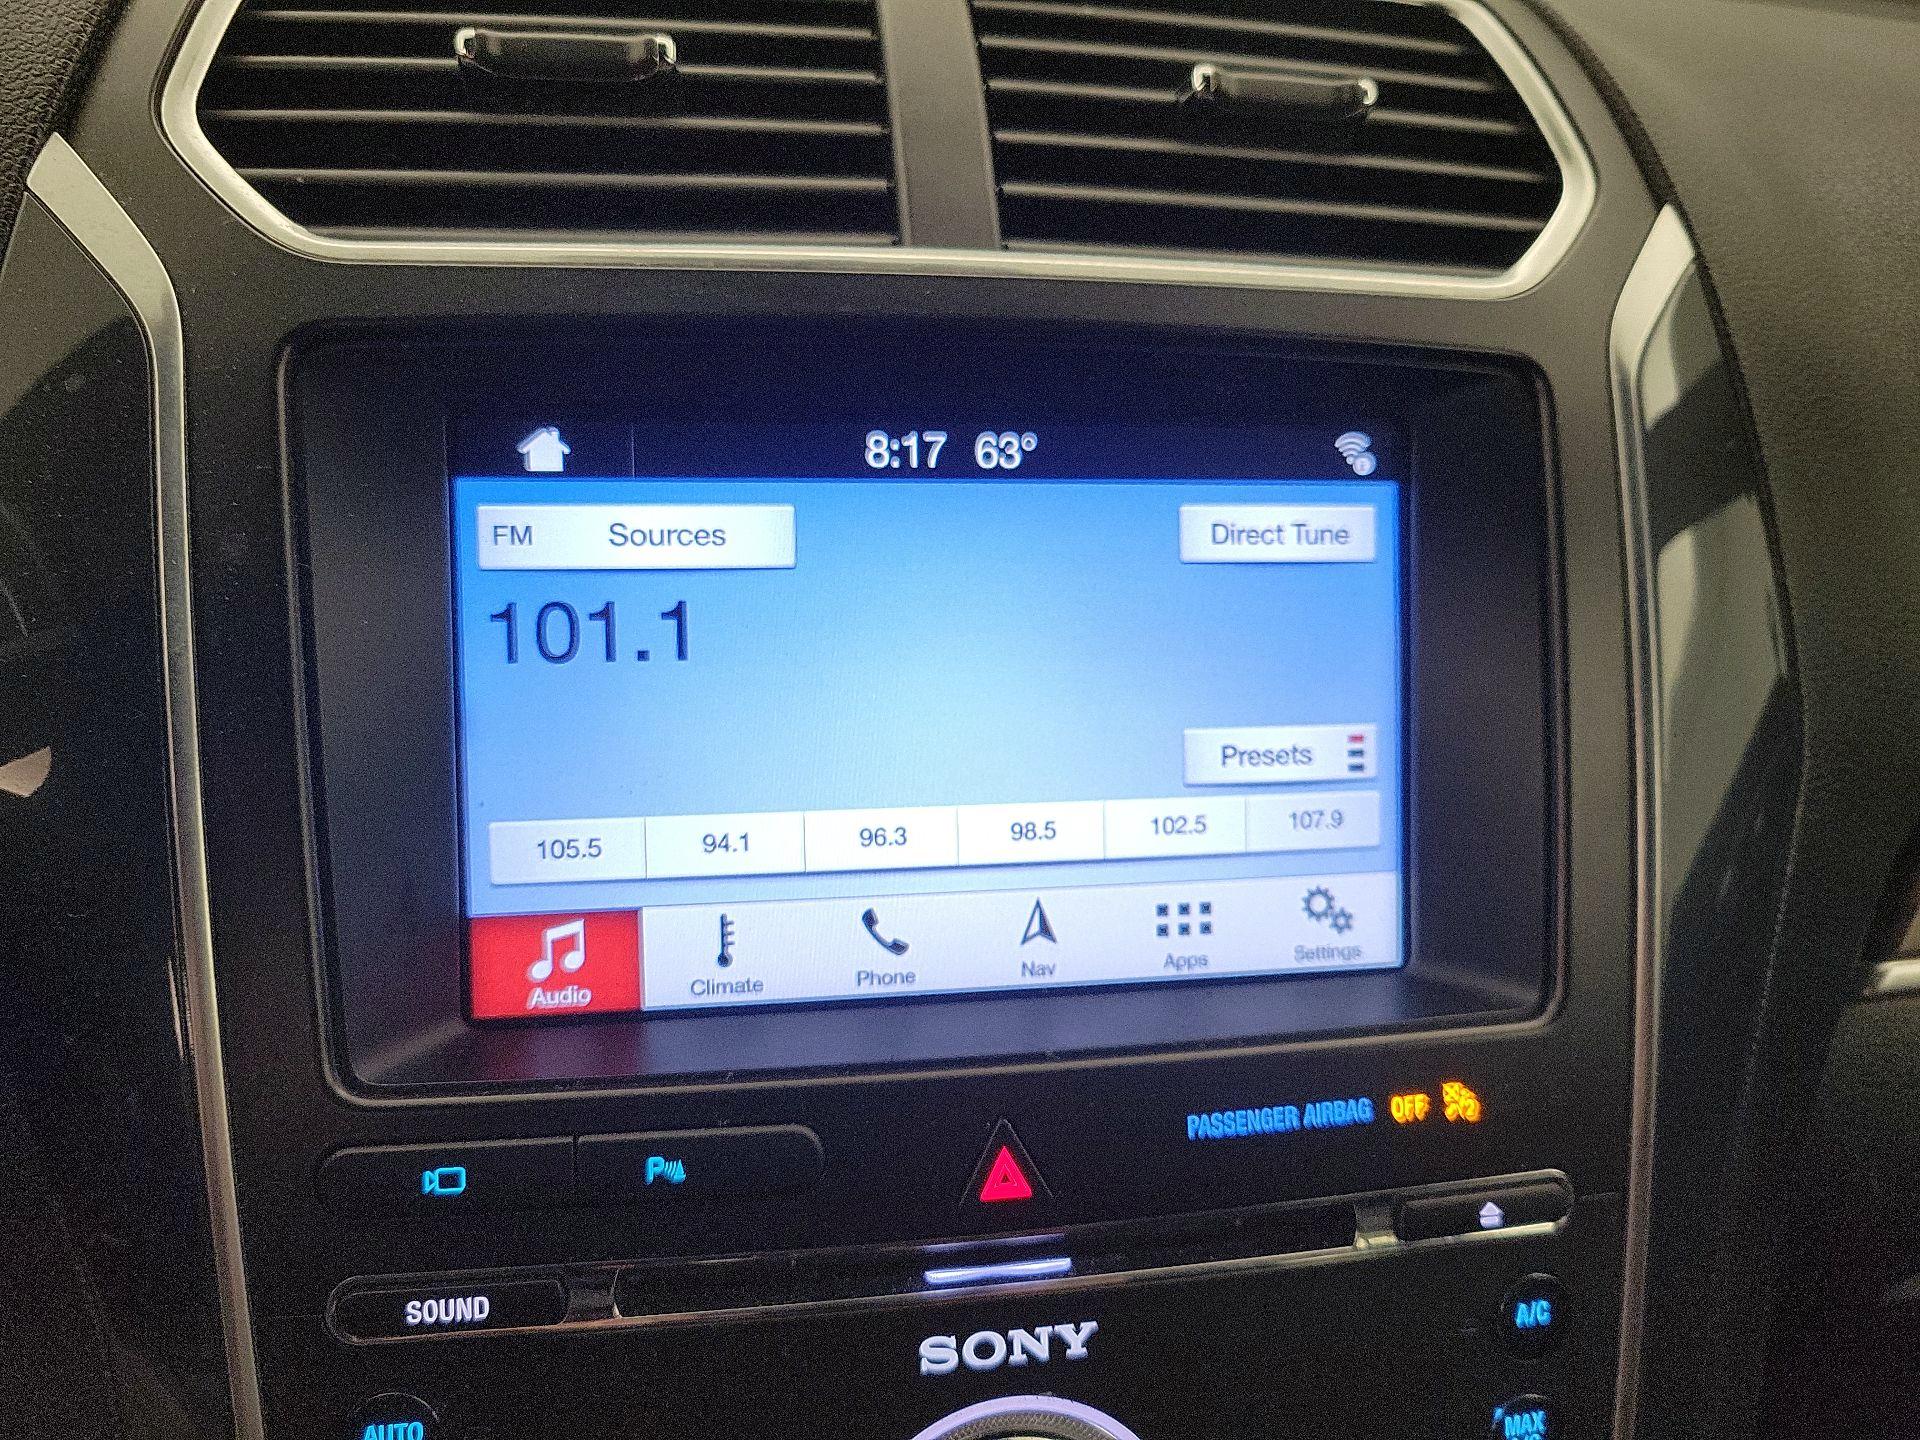 8:17 63°
FM Sources
Direct Tune
101.1
Presets
105.5 94.1 96.3 98.5 102.5 107.9
Audio Climate Phone Nav Apps Settings
PASSENGER AIRBAG OFF
P
SOUND
SONY
A/C
AUTO
MAX